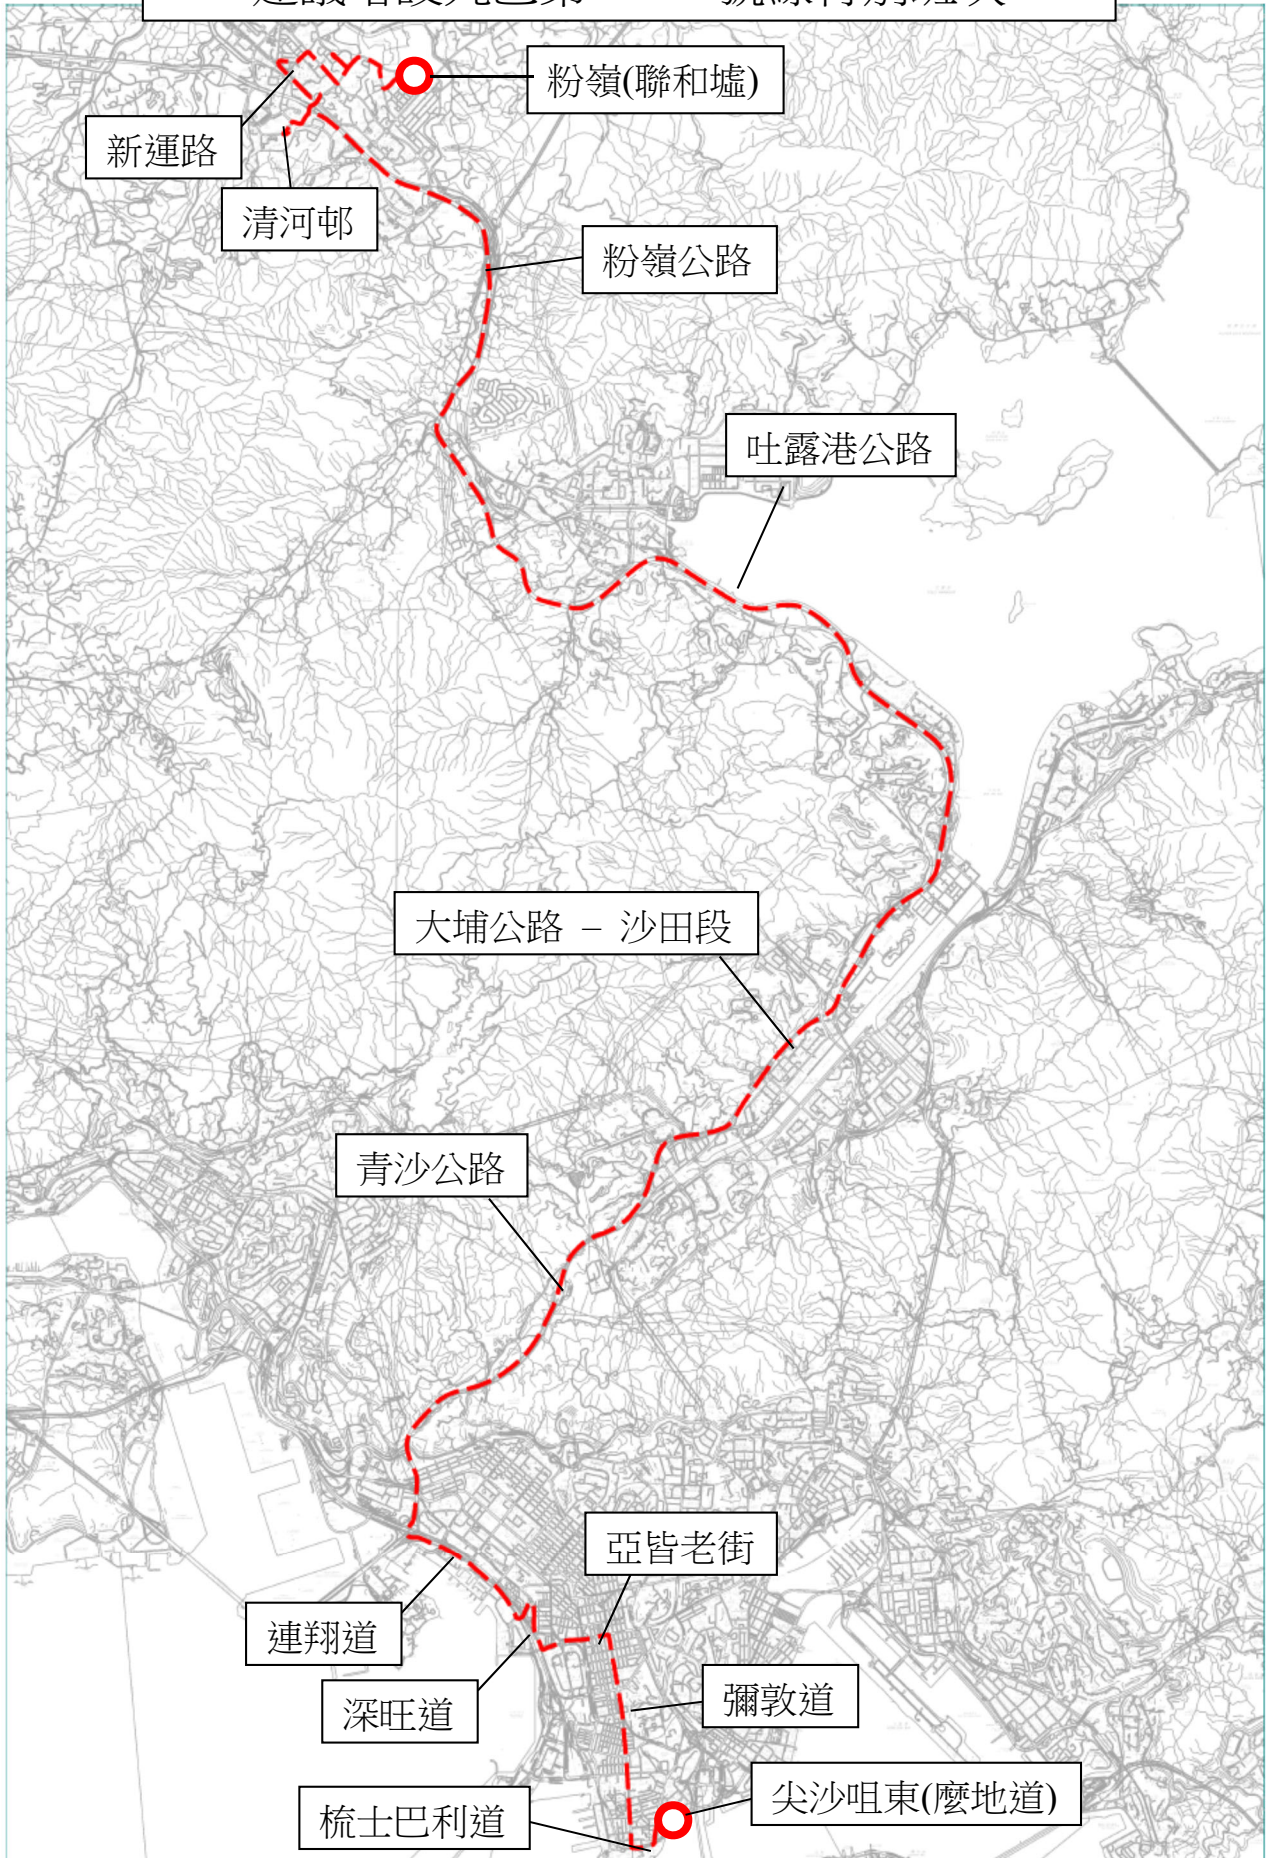 粉嶺(聯和墟)
新運路
清河邨
粉嶺公路
吐露港公路
大埔公路 – 沙田段
青沙公路
亞皆老街
連翔道
深旺道
彌敦道
尖沙咀東(麼地道)
梳士巴利道